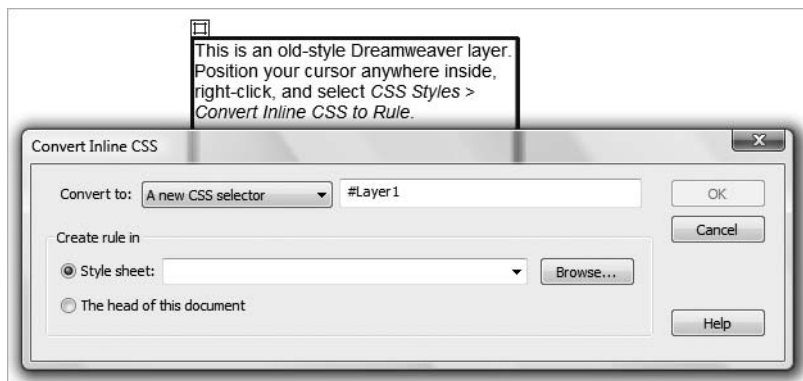 This is an old-style Dreamweaver layer.
Position your cursor anywhere inside,
right-click, and select CSS Styles >
Convert Inline CSS to Rule.
Convert Inline CSS
Convert to: A new CSS selector #Layer1 OK
Cancel
Create rule in
Style sheet: Browse...
The head of this document
Help